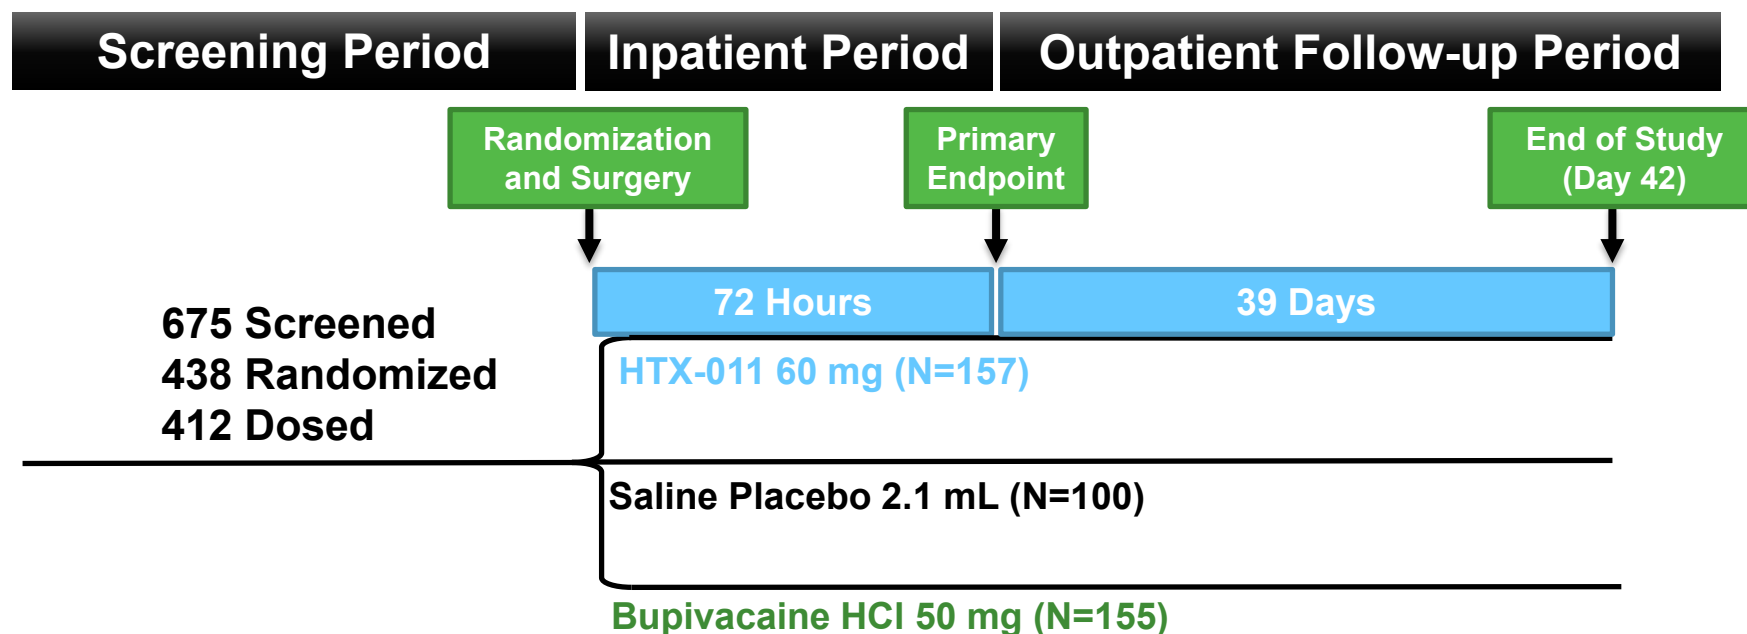 Screening Period
Inpatient Period
Outpatient Follow-up Period
Randomization
and Surgery
Primary
Endpoint
End of Study
(Day 42)
72 Hours
39 Days
675 Screened
438 Randomized
412 Dosed
HTX-011 60 mg (N=157)
Saline Placebo 2.1 mL (N=100)
Bupivacaine HCl 50 mg (N=155)